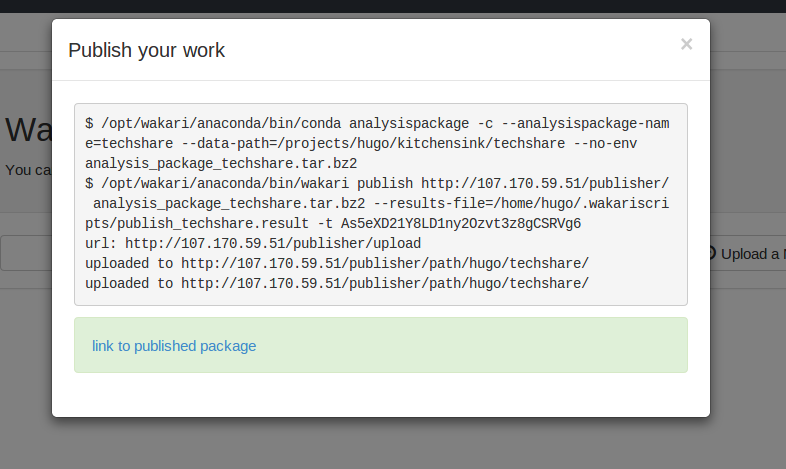 Publish your work
×
$ /opt/wakari/anaconda/bin/conda analysispackage -c --analysispackage-nam
e=techshare --data-path=/projects/hugo/kitchensink/techshare --no-env
analysis_package_techshare.tar.bz2
$ /opt/wakari/anaconda/bin/wakari publish http://107.170.59.51/publisher/
analysis_package_techshare.tar.bz2 --results-file=/home/hugo/.wakariscri
pts/publish_techshare.result -t As5eXD21Y8LD1ny2Ozvt3z8gCSRVg6
url: http://107.170.59.51/publisher/upload
uploaded to http://107.170.59.51/publisher/path/hugo/techshare/
uploaded to http://107.170.59.51/publisher/path/hugo/techshare/
link to published package
Wa
You ca
Upload a